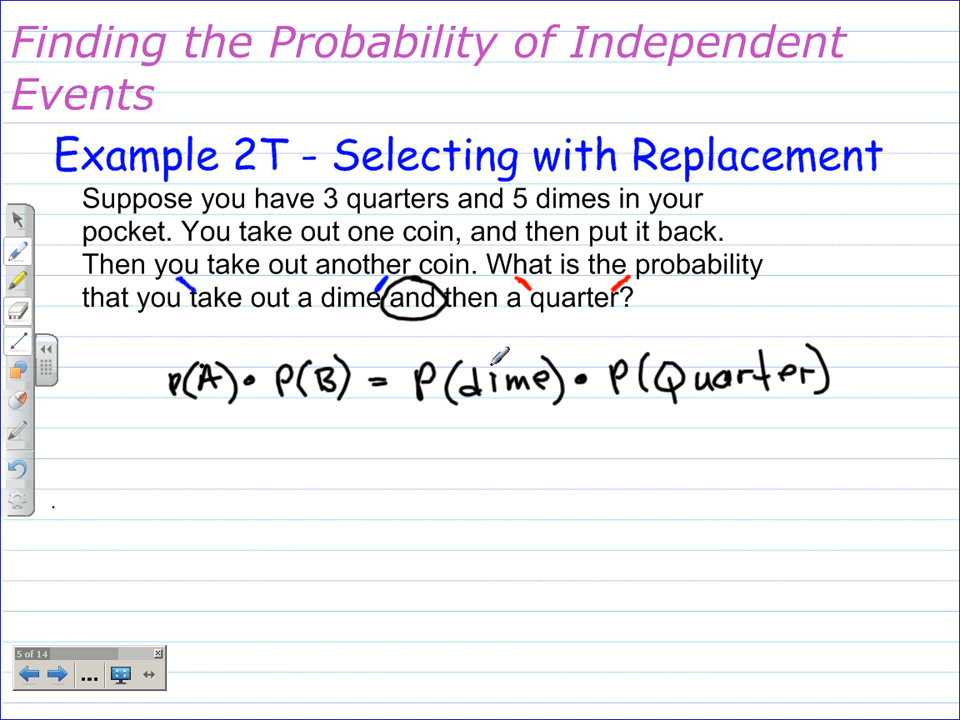 Finding the Probability of Independent
Events
Example 2T - Selecting with Replacement
Suppose you have 3 quarters and 5 dimes in your
pocket. You take out one coin, and then put it back.
Then you take out another coin. What is the probability
that you take out a dime and then a quarter?
P(A) • P(B) = P(dime) • P(Quarter)
.
5 of 14
...